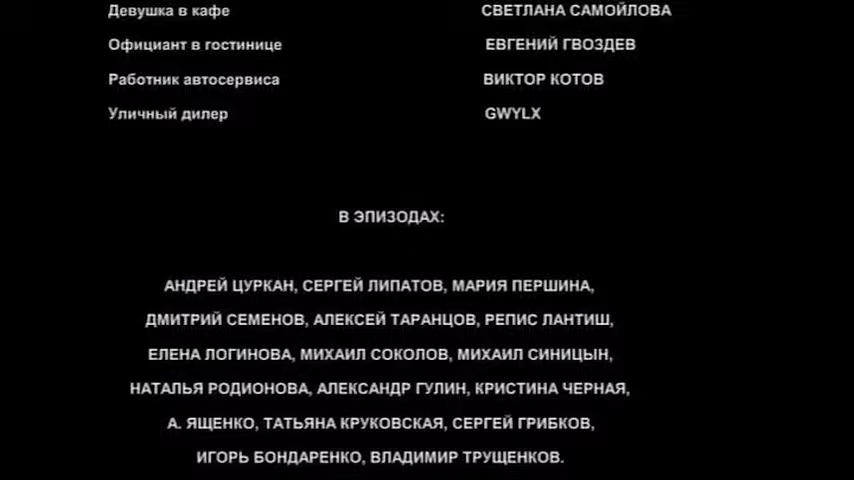 Девушка в кафе СВЕТЛАНА САМОЙЛОВА
Официант в гостинице ЕВГЕНИЙ ГВОЗДЕВ
Работник автосервиса ВИКТОР КОТОВ
Уличный дилер GWYLX
В ЭПИЗОДАХ:
АНДРЕЙ ЦУРКАН, СЕРГЕЙ ЛИПАТОВ, МАРИЯ ПЕРШИНА,
ДМИТРИЙ СЕМЕНОВ, АЛЕКСЕЙ ТАРАНЦОВ, РЕПИС ЛАНТИШ,
ЕЛЕНА ЛОГИНОВА, МИХАИЛ СОКОЛОВ, МИХАИЛ СИНИЦЫН,
НАТАЛЬЯ РОДИОНОВА, АЛЕКСАНДР ГУЛИН, КРИСТИНА ЧЕРНАЯ,
А. ЯЩЕНКО, ТАТЬЯНА КРУКОВСКАЯ, СЕРГЕЙ ГРИБКОВ,
ИГОРЬ БОНДАРЕНКО, ВЛАДИМИР ТРУЩЕНКОВ.